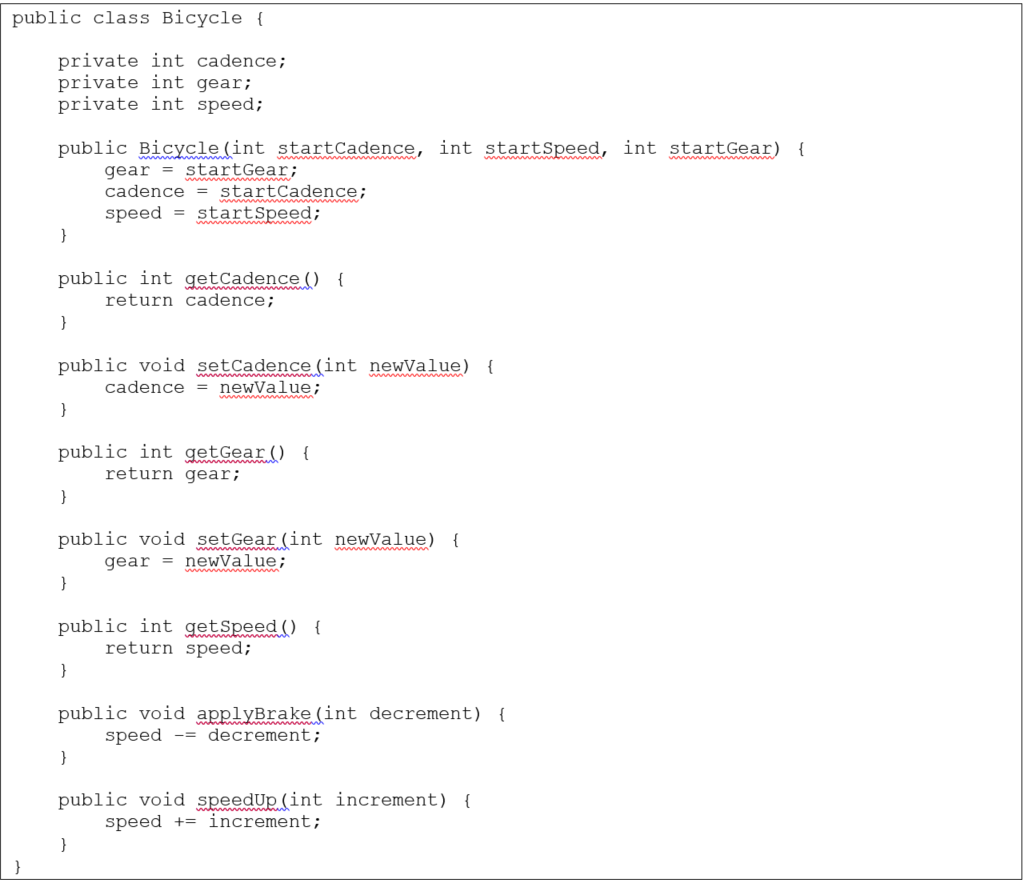 public class Bicycle {
private int cadence;
private int gear;
private int speed;
public Bicycle(int startCadence, int startSpeed, int startGear) {
gear = startGear;
cadence = startCadence;
speed = startSpeed;
}
public int getCadence() {
return cadence;
}
public void setCadence(int newValue) {
cadence = newValue;
}
public int getGear() {
return gear;
}
public void setGear(int newValue) {
gear = newValue;
}
public int getSpeed() {
return speed;
}
public void applyBrake(int decrement) {
speed -= decrement;
}
public void speedUp(int increment) {
speed += increment;
}
}